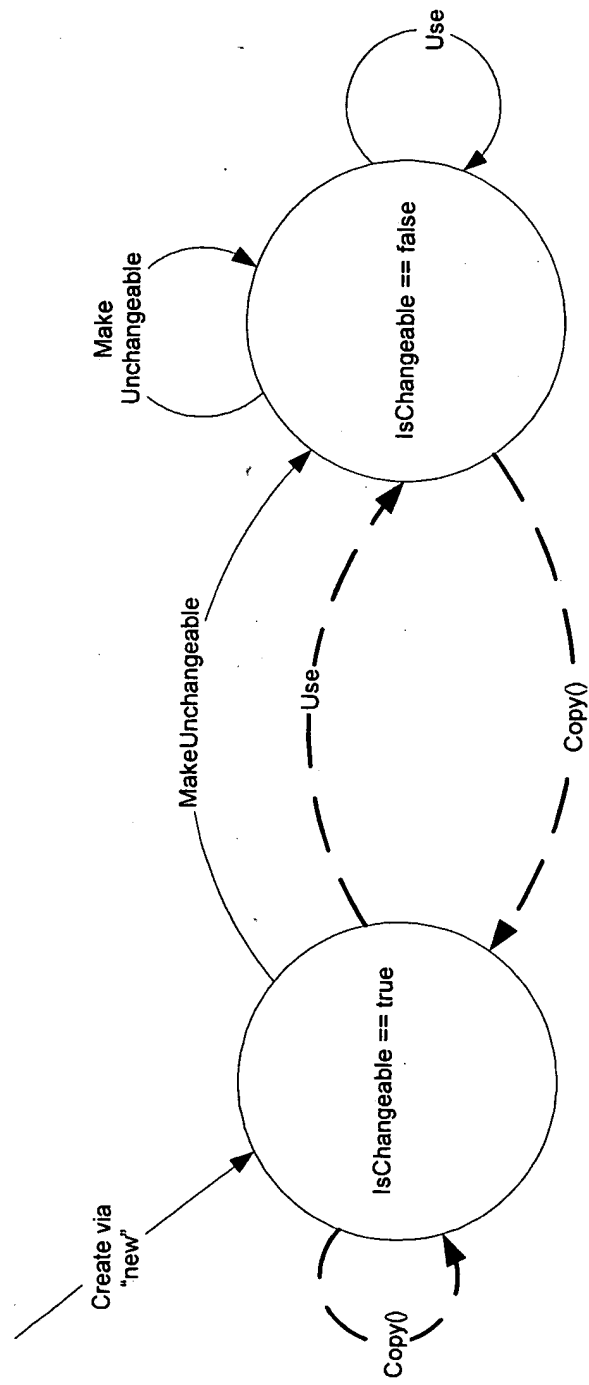 Create via
"new"
Copy()
IsChangeable == true
MakeUnchangeable
Use
Copy()
Make
Unchangeable
IsChangeable == false
Use